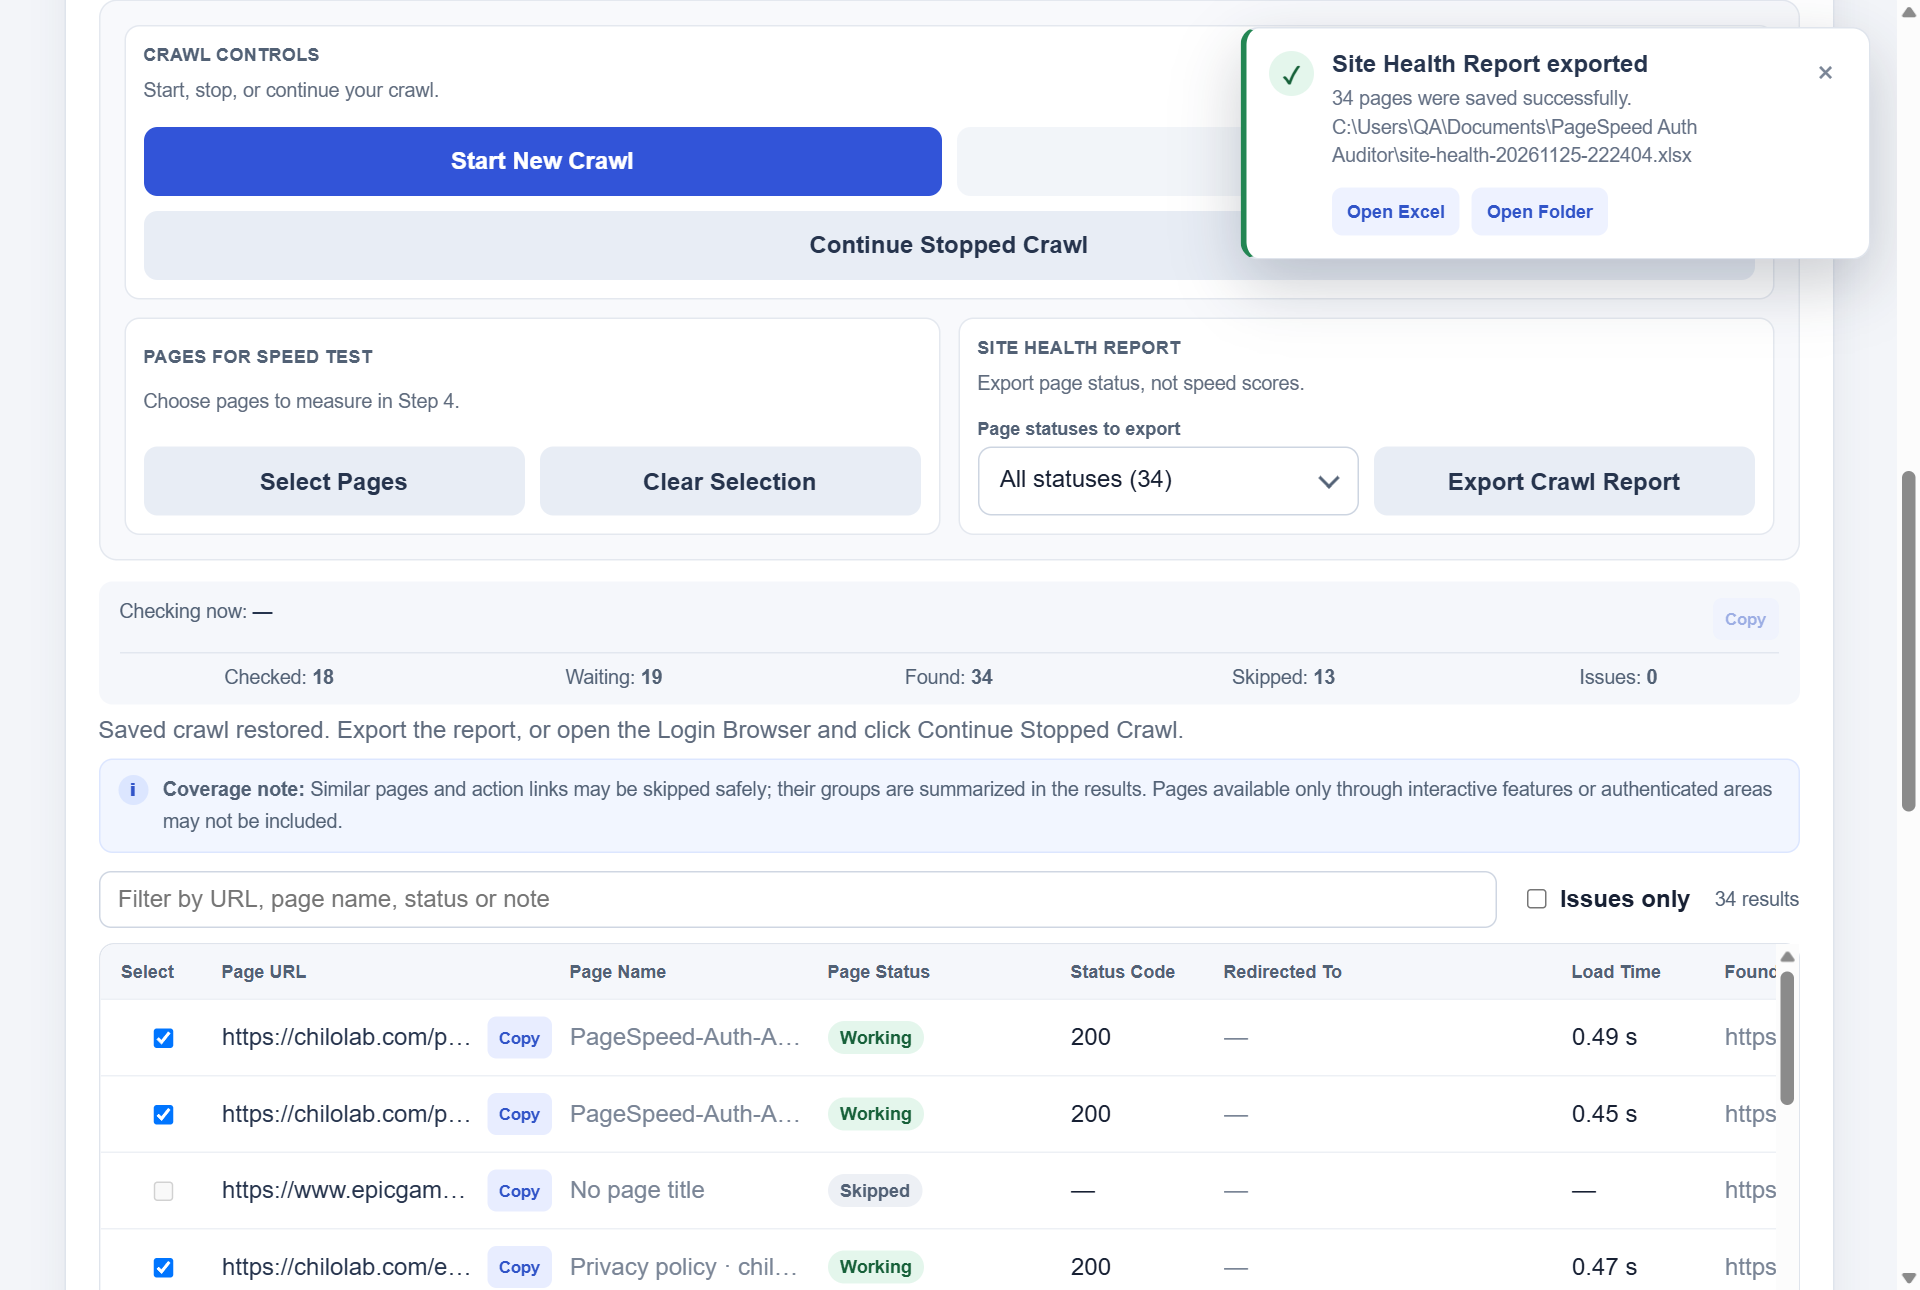 CRAWL CONTROLS
Start, stop, or continue your crawl.
Start New Crawl
Continue Stopped Crawl
✓
Site Health Report exported
×
34 pages were saved successfully.
C:\Users\QA\Documents\PageSpeed Auth
Auditor\site-health-20261125-222404.xlsx
Open Excel
Open Folder
PAGES FOR SPEED TEST
Choose pages to measure in Step 4.
Select Pages
Clear Selection
SITE HEALTH REPORT
Export page status, not speed scores.
Page statuses to export
All statuses (34)
Export Crawl Report
Checking now: —
Copy
Checked: 18
Waiting: 19
Found: 34
Skipped: 13
Issues: 0
Saved crawl restored. Export the report, or open the Login Browser and click Continue Stopped Crawl.
i
Coverage note: Similar pages and action links may be skipped safely; their groups are summarized in the results. Pages available only through interactive features or authenticated areas
may not be included.
Filter by URL, page name, status or note
Issues only
34 results
Select Page URL Page Name Page Status Status Code Redirected To Load Time Found
https://chilolab.com/p… Copy PageSpeed-Auth-A… Working 200 — 0.49 s https
https://chilolab.com/p… Copy PageSpeed-Auth-A… Working 200 — 0.45 s https
https://www.epicgam… Copy No page title Skipped — — — https
https://chilolab.com/e… Copy Privacy policy · chil… Working 200 — 0.47 s https